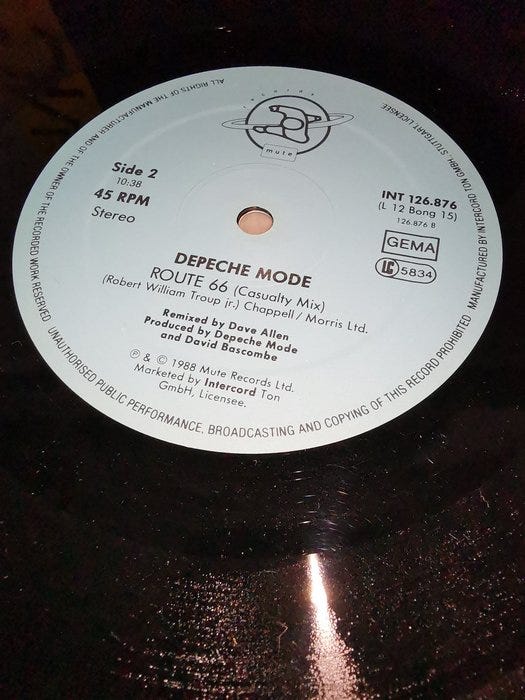 records
mute
Side 2
10:38
45 RPM
Stereo
INT 126.876
(L 12 Bong 15)
126.876 B
GEMA
LC 5834
DEPECHE MODE
ROUTE 66 (Casualty Mix)
(Robert William Troup jr.) Chappell / Morris Ltd.
Remixed by Dave Allen
Produced by Depeche Mode
and David Bascombe
℗ & © 1988 Mute Records Ltd.
Marketed by Intercord Ton
GmbH, Licensee.
ALL RIGHTS OF THE MANUFACTURER AND OF THE OWNER OF THE RECORDED WORK RESERVED UNAUTHORISED PUBLIC PERFORMANCE, BROADCASTING AND COPYING OF THIS RECORD PROHIBITED MANUFACTURED BY INTERCORD TON GMBH, STUTTGART LICENSEE